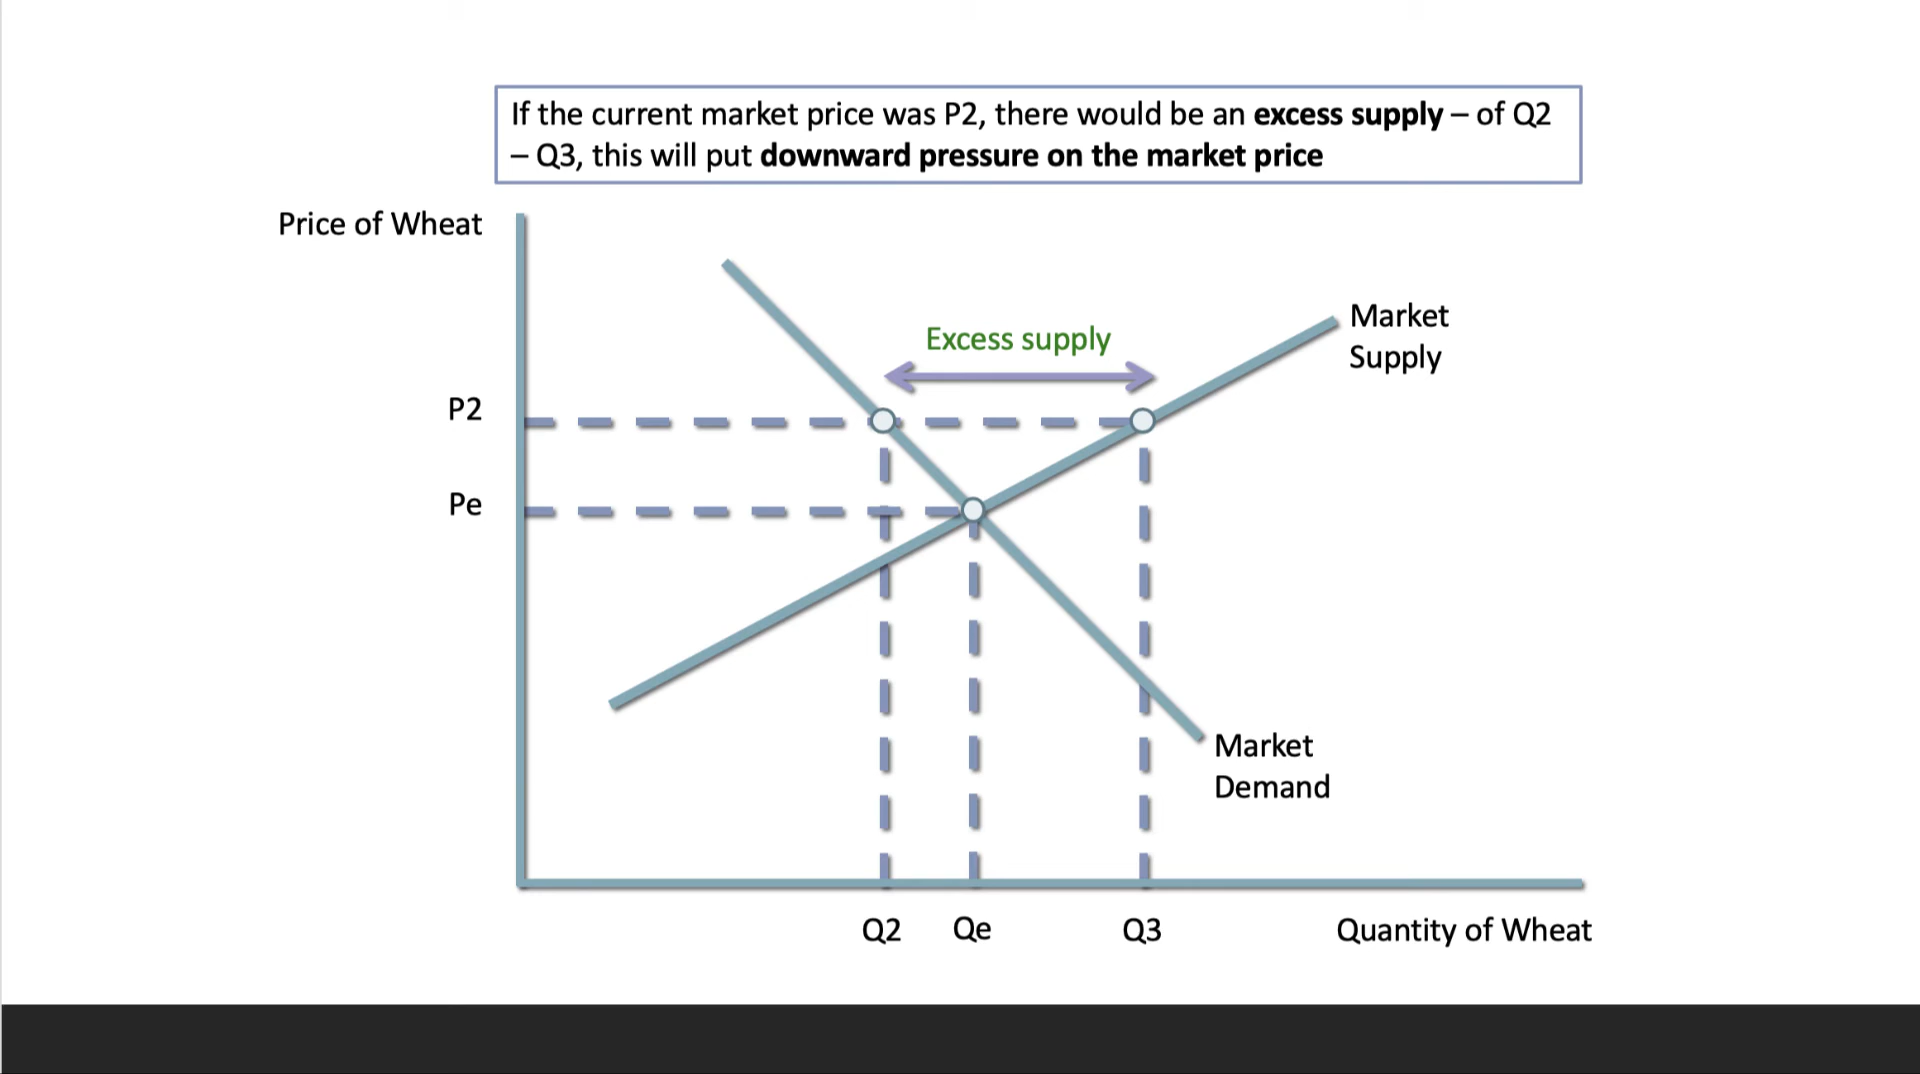 If the current market price was P2, there would be an excess supply – of Q2
– Q3, this will put downward pressure on the market price
Price of Wheat
Market
Supply
Excess supply
P2
Pe
Market
Demand
Q2
Qe
Q3
Quantity of Wheat